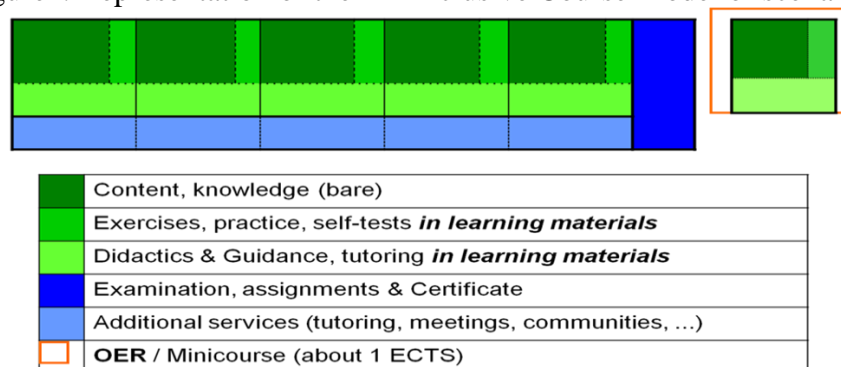 Content, knowledge (bare)
Exercises, practice, self-tests in learning materials
Didactics & Guidance, tutoring in learning materials
Examination, assignments & Certificate
Additional services (tutoring, meetings, communities, ...)
OER / Minicourse (about 1 ECTS)